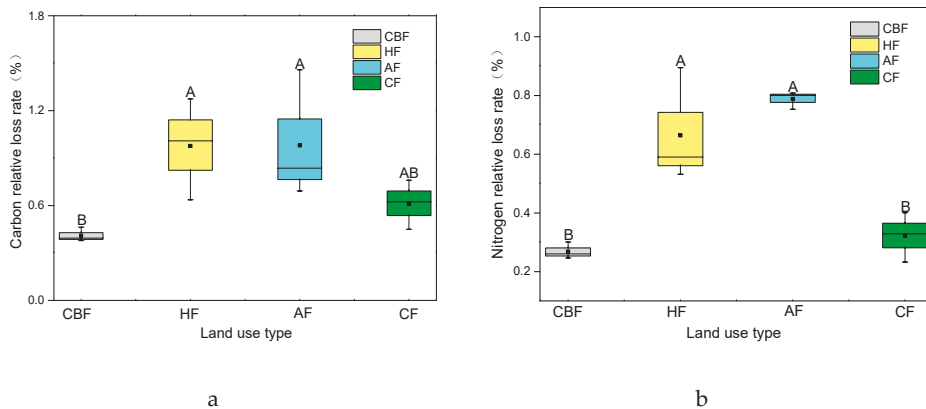 1.8
1.2
0.6
0.0
Carbon relative loss rate（%）
CBF
HF
AF
CF
B
A
A
AB
CBF
HF
AF
CF
Land use type
a
1.0
0.8
0.6
0.4
0.2
Nitrogen relative loss rate（%）
CBF
HF
AF
CF
B
A
A
B
CBF
HF
AF
CF
Land use type
b